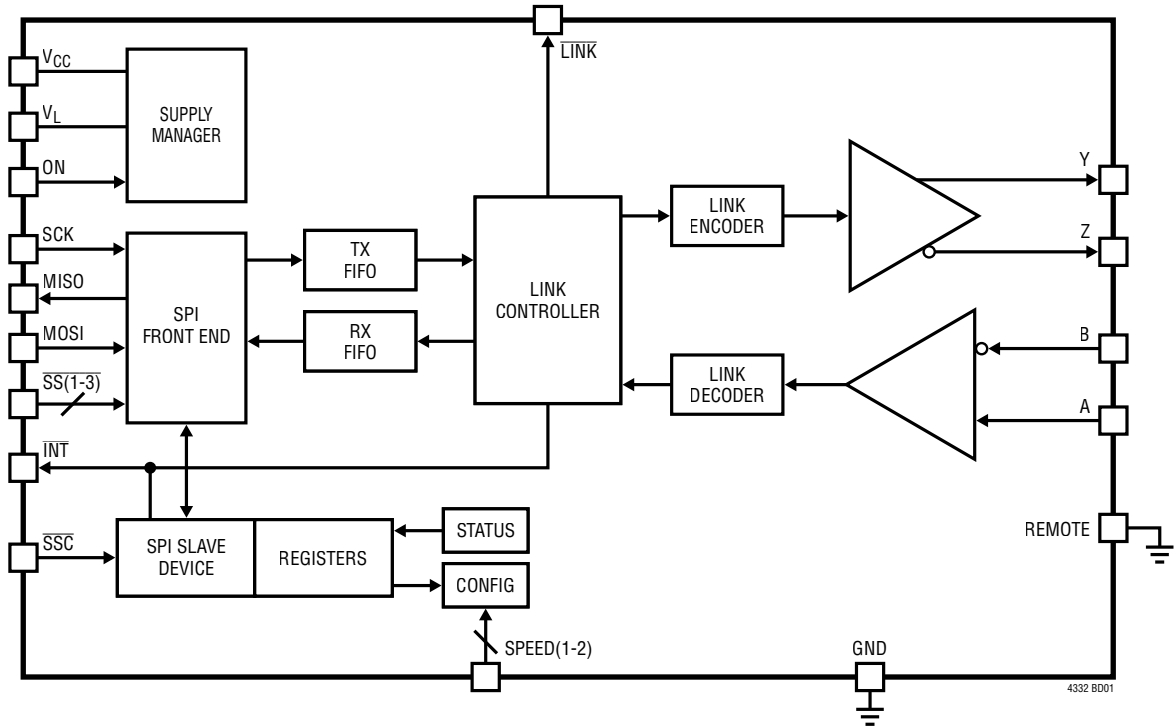 LINK
VCC
VL
ON
SUPPLY
MANAGER
SCK
MISO
MOSI
SS(1-3)
INT
SSC
SPI
FRONT END
TX
FIFO
RX
FIFO
LINK
CONTROLLER
LINK
ENCODER
LINK
DECODER
Y
Z
B
A
REMOTE
SPI SLAVE
DEVICE
REGISTERS
STATUS
CONFIG
SPEED(1-2)
GND
4332 BD01